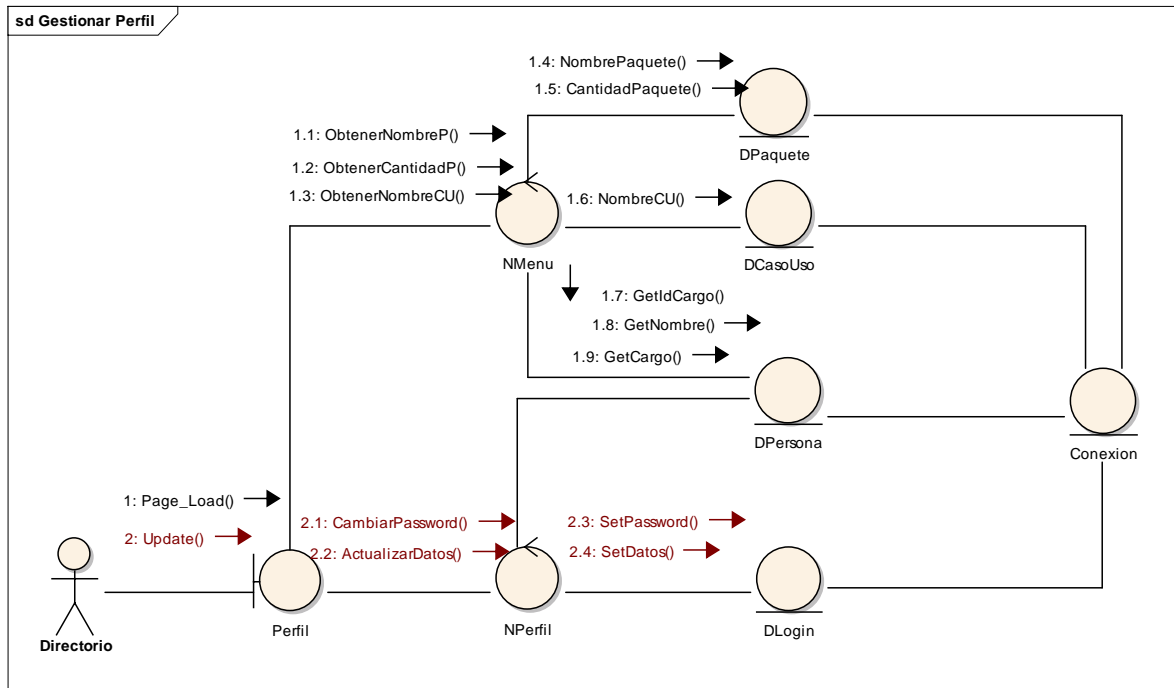 sd Gestionar Perfil
1.4: NombrePaquete()
1.5: CantidadPaquete()
1.1: ObtenerNombreP()
DPaquete
1.2: ObtenerCantidadP()
1.3: ObtenerNombreCU()
1.6: NombreCU()
NMenu
DCasoUso
1.7: GetIdCargo()
1.8: GetNombre()
1.9: GetCargo()
DPersona
Conexion
1: Page_Load()
2.1: CambiarPassword()
2.3: SetPassword()
2: Update()
2.2: ActualizarDatos()
2.4: SetDatos()
Directorio
Perfil
NPerfil
DLogin